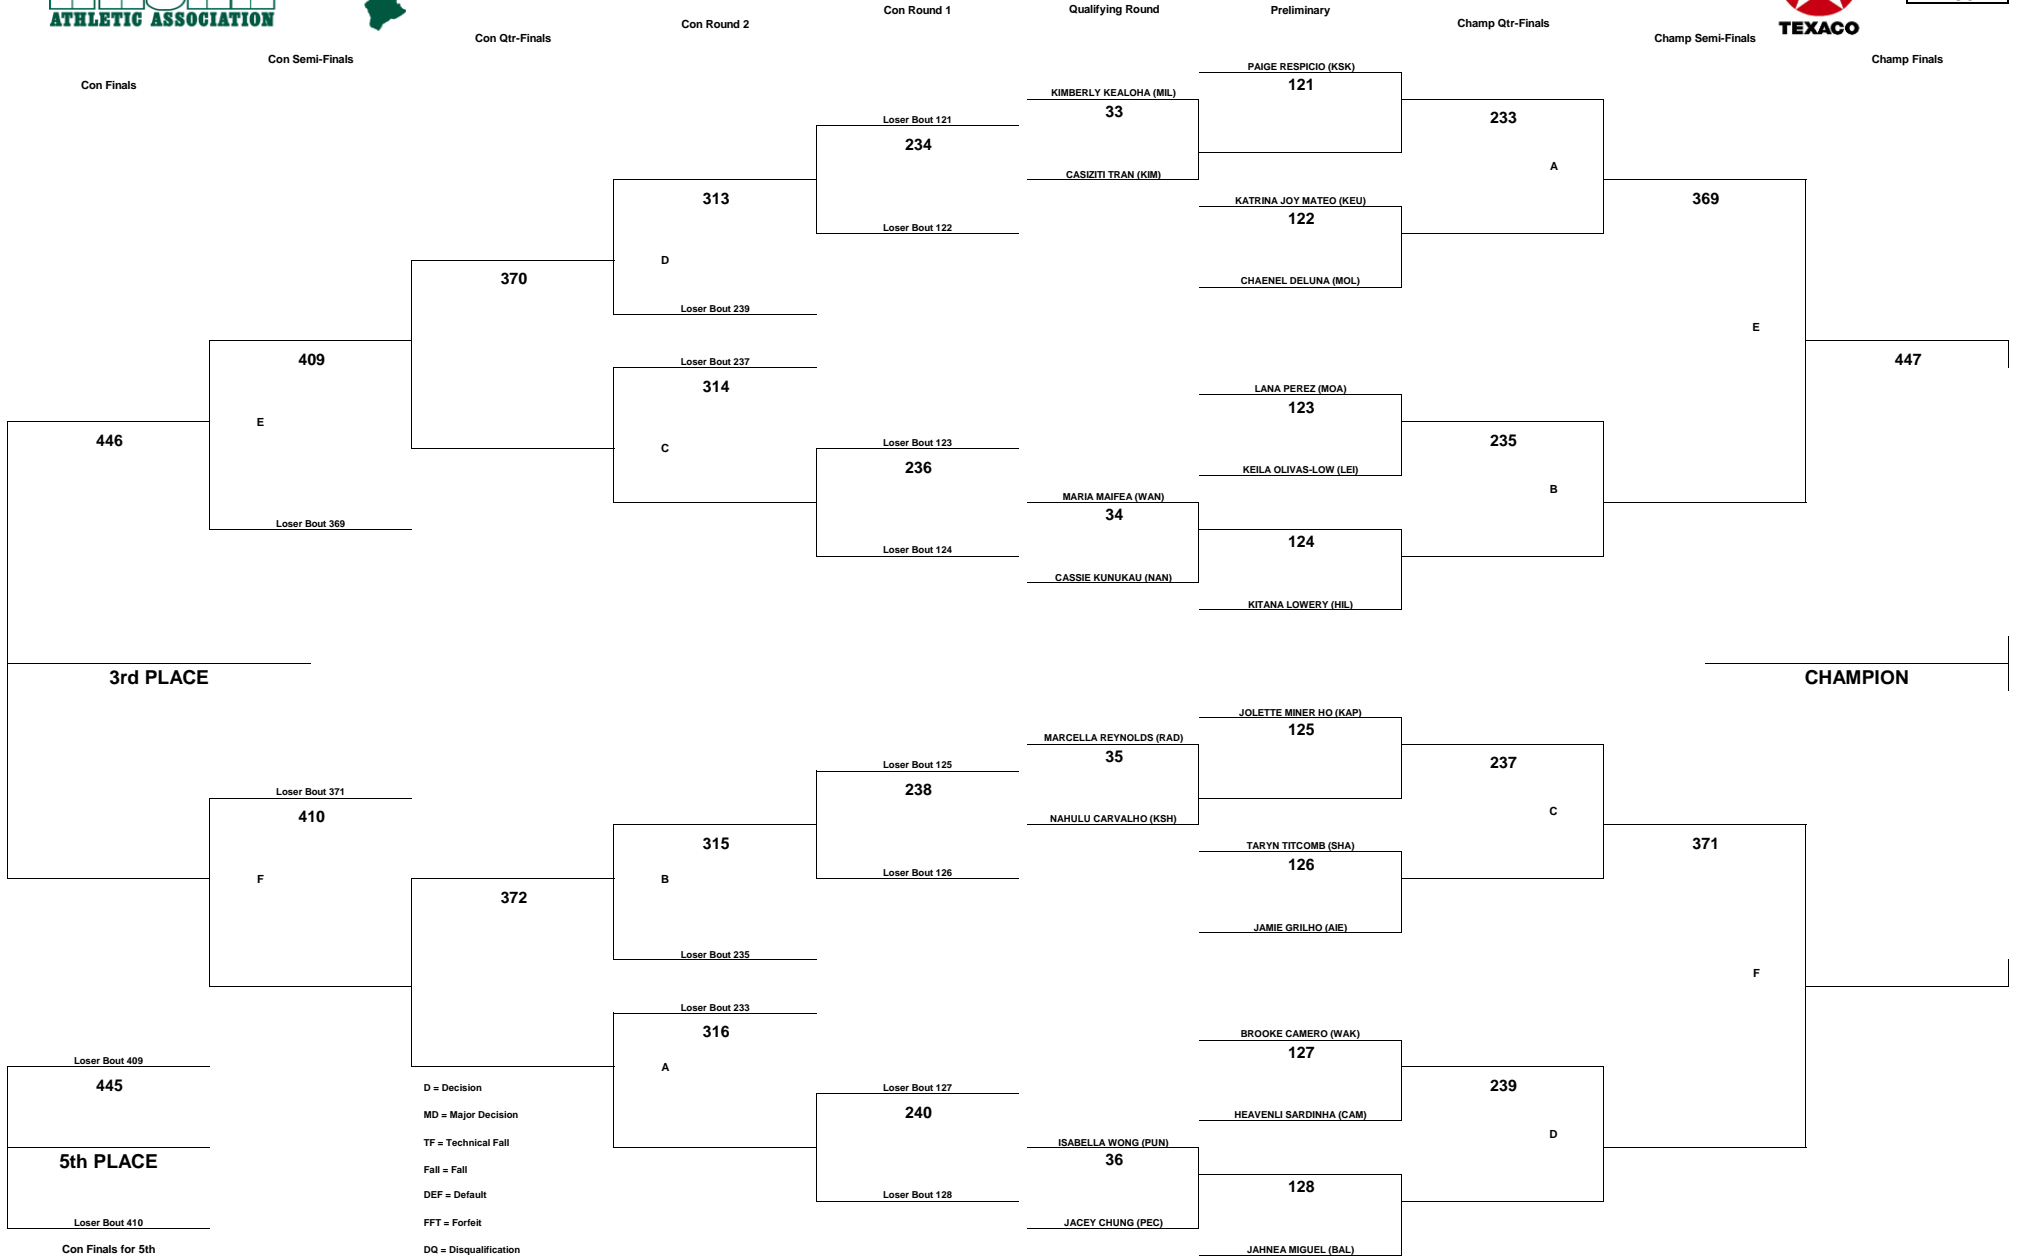 ATHLETIC ASSOCIATION
TEXACO
Con Finals
Con Semi-Finals
Con Qtr-Finals
Con Round 2
Con Round 1
Qualifying Round
Preliminary
Champ Qtr-Finals
Champ Semi-Finals
Champ Finals
PAIGE RESPICIO (KSK)
121
KIMBERLY KEALOHA (MIL)
33
CASIZITI TRAN (KIM)
KATRINA JOY MATEO (KEU)
122
CHAENEL DELUNA (MOL)
233
A
369
Loser Bout 121
234
Loser Bout 122
313
D
Loser Bout 239
370
Loser Bout 237
314
C
409
E
Loser Bout 369
446
Loser Bout 123
236
Loser Bout 124
LANA PEREZ (MOA)
123
KEILA OLIVAS-LOW (LEI)
MARIA MAIFEA (WAN)
34
CASSIE KUNUKAU (NAN)
124
KITANA LOWERY (HIL)
235
B
E
447
3rd PLACE
CHAMPION
JOLETTE MINER HO (KAP)
125
MARCELLA REYNOLDS (RAD)
35
NAHULU CARVALHO (KSH)
TARYN TITCOMB (SHA)
126
JAMIE GRILHO (AIE)
237
C
371
Loser Bout 125
238
Loser Bout 126
Loser Bout 371
410
F
315
B
Loser Bout 235
372
Loser Bout 233
316
A
Loser Bout 127
240
Loser Bout 128
BROOKE CAMERO (WAK)
127
HEAVENLI SARDINHA (CAM)
ISABELLA WONG (PUN)
36
JACEY CHUNG (PEC)
128
JAHNEA MIGUEL (BAL)
239
D
F
Loser Bout 409
445
5th PLACE
Loser Bout 410
Con Finals for 5th
D = Decision
MD = Major Decision
TF = Technical Fall
Fall = Fall
DEF = Default
FFT = Forfeit
DQ = Disqualification